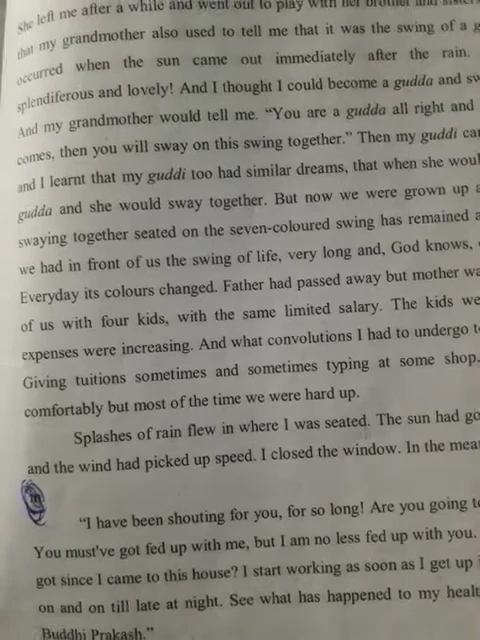 She left me after a while and went out to play with her brother and sisters
that my grandmother also used to tell me that it was the swing of a
occurred when the sun came out immediately after the rain.
splendiferous and lovely! And I thought I could become a gudda and
And my grandmother would tell me. "You are a gudda all right and
comes, then you will sway on this swing together." Then my guddi
and I learnt that my guddi too had similar dreams, that when she
gudda and she would sway together. But now we were grown up
swaying together seated on the seven-coloured swing has remained
we had in front of us the swing of life, very long and, God knows,
Everyday its colours changed. Father had passed away but mother
of us with four kids, with the same limited salary. The kids
expenses were increasing. And what convolutions I had to undergo
Giving tuitions sometimes and sometimes typing at some shop.
comfortably but most of the time we were hard up.
Splashes of rain flew in where I was seated. The sun had
and the wind had picked up speed. I closed the window. In the
"I have been shouting for you, for so long! Are you going
You must've got fed up with me, but I am no less fed up with you.
got since I came to this house? I start working as soon as I get up
on and on till late at night. See what has happened to my
Buddhi Prakash."